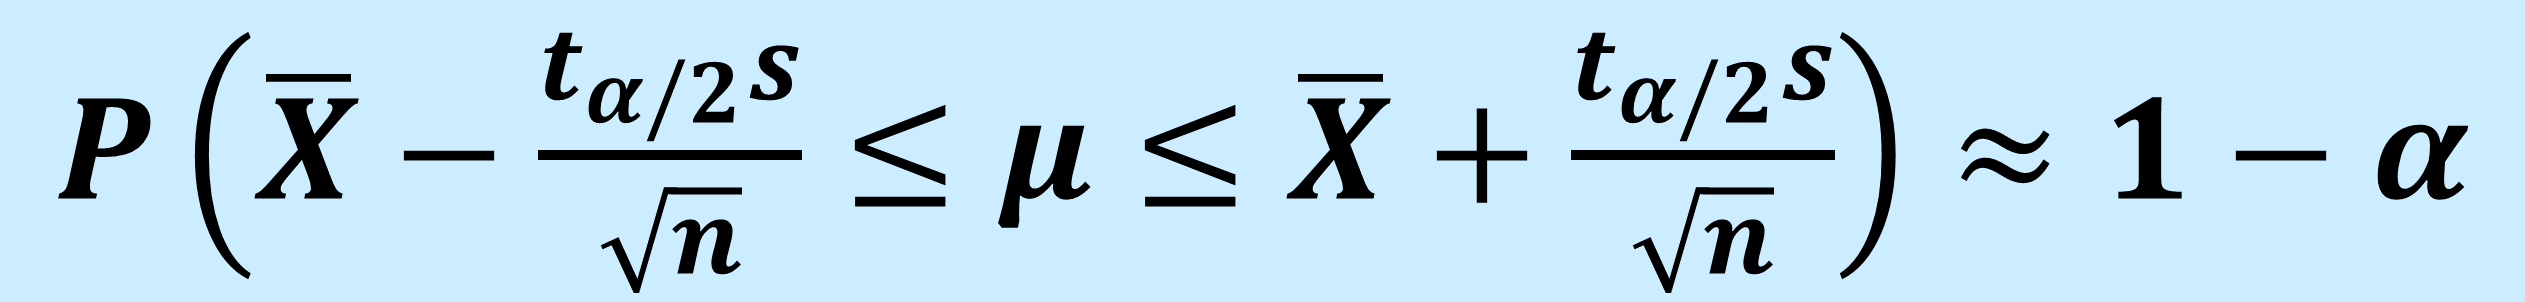 P(X̅ − t_{α/2}s/√n ≤ μ ≤ X̅ + t_{α/2}s/√n) ≈ 1 − α